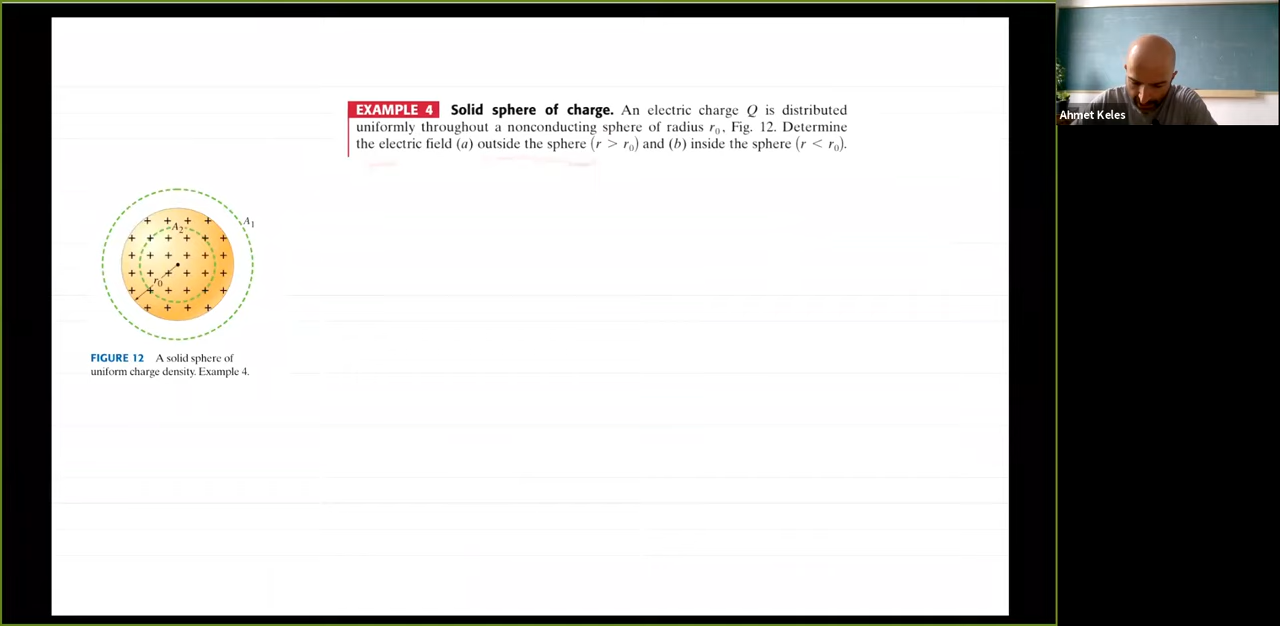 EXAMPLE 4 Solid sphere of charge. An electric charge Q is distributed
uniformly throughout a nonconducting sphere of radius r₀, Fig. 12. Determine
the electric field (a) outside the sphere (r > r₀) and (b) inside the sphere (r < r₀).
A₁
A₂
r₀
FIGURE 12 A solid sphere of
uniform charge density. Example 4.
Ahmet Keles